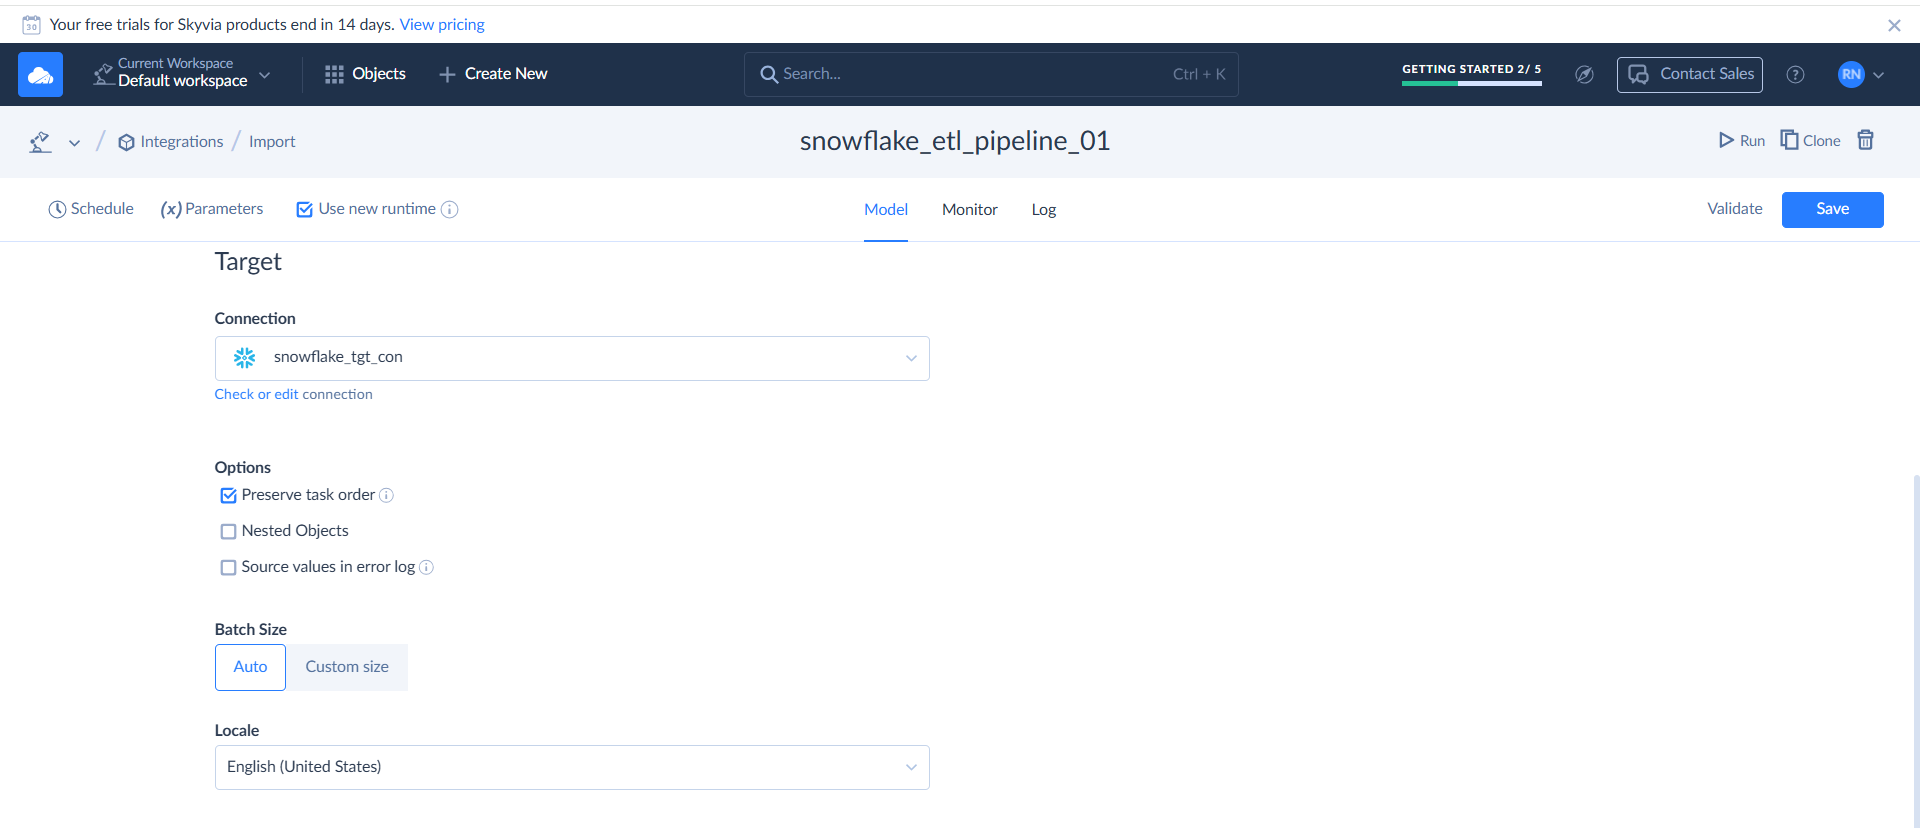 30
Your free trials for Skyvia products end in 14 days. View pricing
Current Workspace
Default workspace
Objects
Create New
Search...
Ctrl + K
GETTING STARTED 2/ 5
Contact Sales
?
RN
/ Integrations / Import
snowflake_etl_pipeline_01
Run
Clone
Schedule
(x) Parameters
Use new runtime
Model
Monitor
Log
Validate
Save
Target
Connection
snowflake_tgt_con
Check or edit connection
Options
Preserve task order
Nested Objects
Source values in error log
Batch Size
Auto
Custom size
Locale
English (United States)